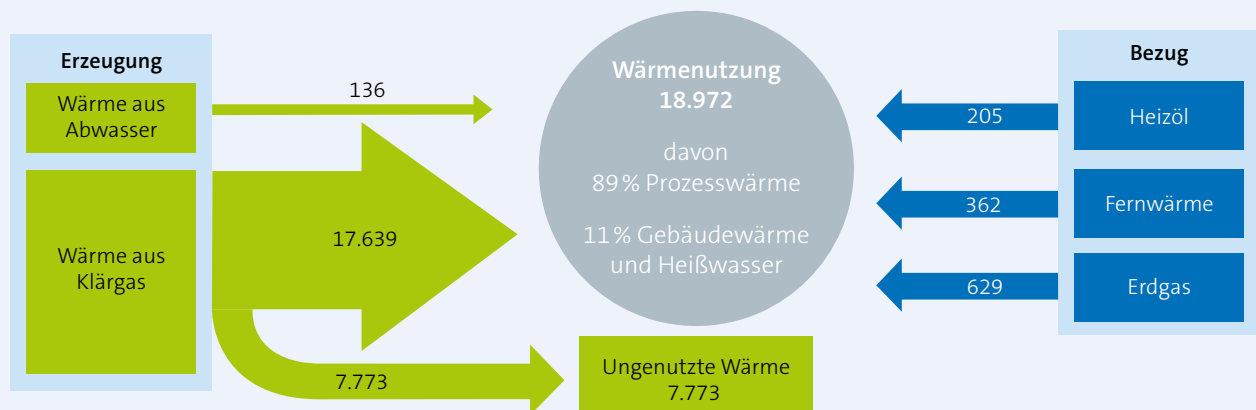 Erzeugung
Wärme aus
Abwasser
Wärme aus
Klärgas
136
17.639
7.773
Wärmenutzung
18.972
davon
89 % Prozesswärme
11 % Gebäudewärme
und Heißwasser
Ungenutzte Wärme
7.773
Bezug
205
Heizöl
362
Fernwärme
629
Erdgas